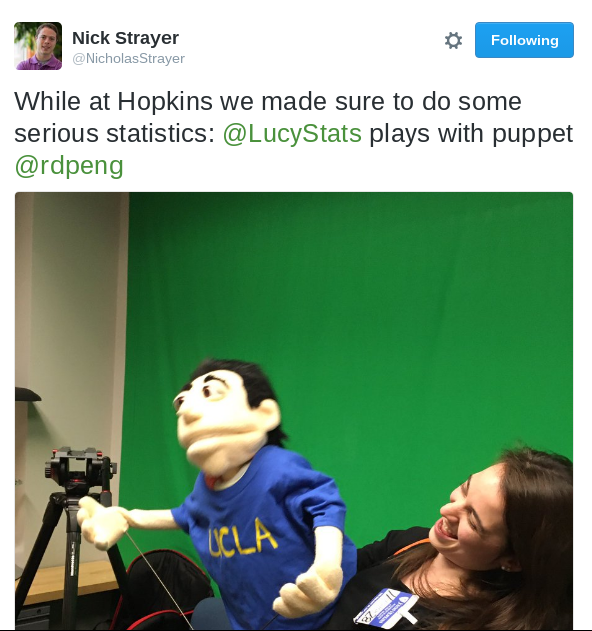 Nick Strayer
@NicholasStrayer
Following
While at Hopkins we made sure to do some
serious statistics: @LucyStats plays with puppet
@rdpeng
UCLA